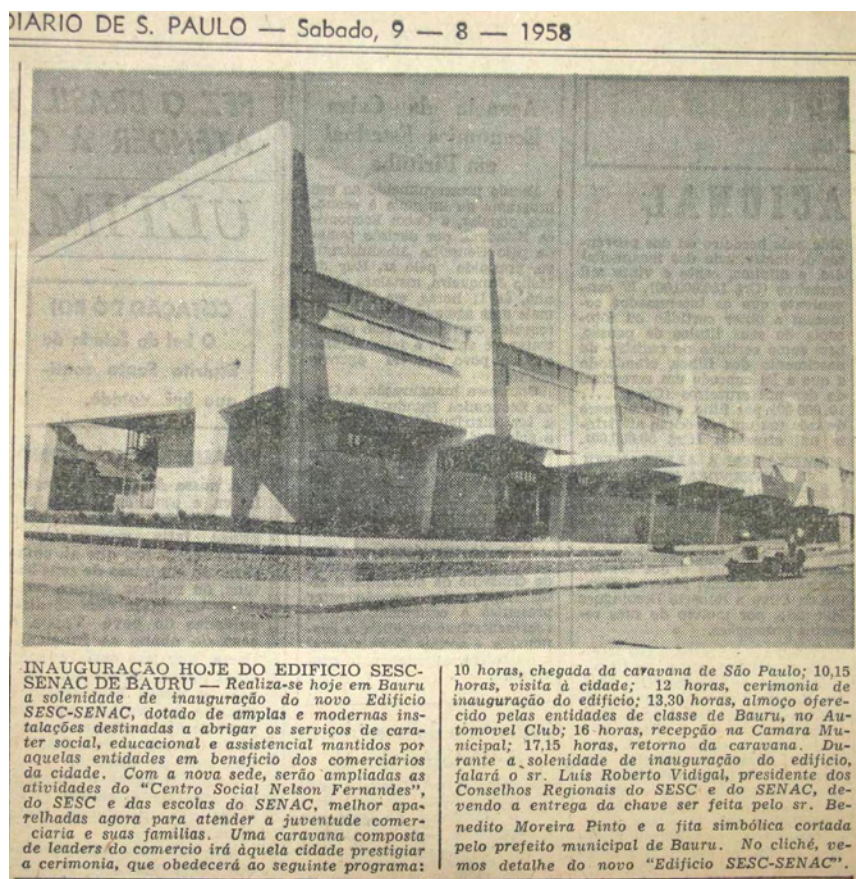 DIARIO DE S. PAULO — Sabado, 9 — 8 — 1958
INAUGURAÇÃO HOJE DO EDIFICIO SESC-
SENAC DE BAURU — Realiza-se hoje em Bauru
a solenidade de inauguração do novo Edificio
SESC-SENAC, dotado de amplas e modernas ins-
talações destinadas a abrigar os serviços de cara-
ter social, educacional e assistencial mantidos por
aquelas entidades em beneficio dos comerciarios
da cidade. Com a nova sede, serão ampliadas as
atividades do "Centro Social Nelson Fernandes",
do SESC e das escolas do SENAC, melhor apa-
relhadas agora para atender a juventude comer-
ciaria e suas familias. Uma caravana composta
de leaders do comercio irá àquela cidade prestigiar
a cerimonia, que obedecerá ao seguinte programa:
10 horas, chegada da caravana de São Paulo; 10,15
horas, visita à cidade; 12 horas, cerimonia de
inauguração do edificio; 13,30 horas, almoço ofere-
cido pelas entidades de classe de Bauru, no Au-
tomovel Club; 16 horas, recepção na Camara Mu-
nicipal; 17,15 horas, retorno da caravana. Du-
rante a solenidade de inauguração do edificio,
falará o sr. Luis Roberto Vidigal, presidente dos
Conselhos Regionais do SESC e do SENAC, de-
vendo a entrega da chave ser feita pelo sr. Be-
nedito Moreira Pinto e a fita simbólica cortada
pelo prefeito municipal de Bauru. No cliché, ve-
mos detalhe do novo "Edificio SESC-SENAC".